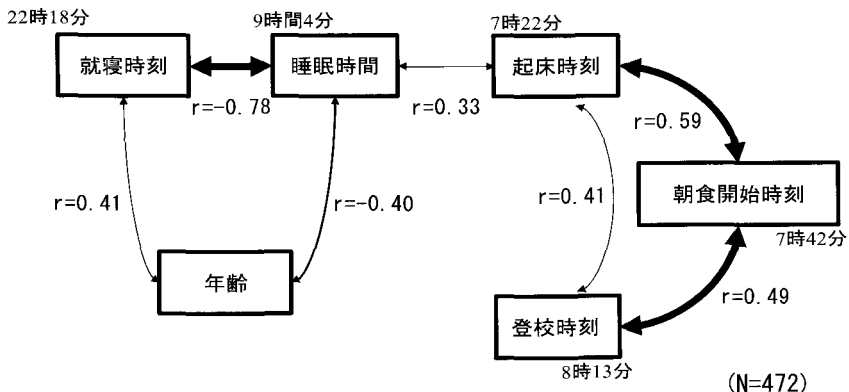 22時18分
9時間4分
7時22分
就寝時刻
睡眠時間
起床時刻
r=-0.78
r=0.33
r=0.59
r=0.41
r=-0.40
r=0.41
朝食開始時刻
7時42分
年齢
登校時刻
r=0.49
8時13分
(N=472)